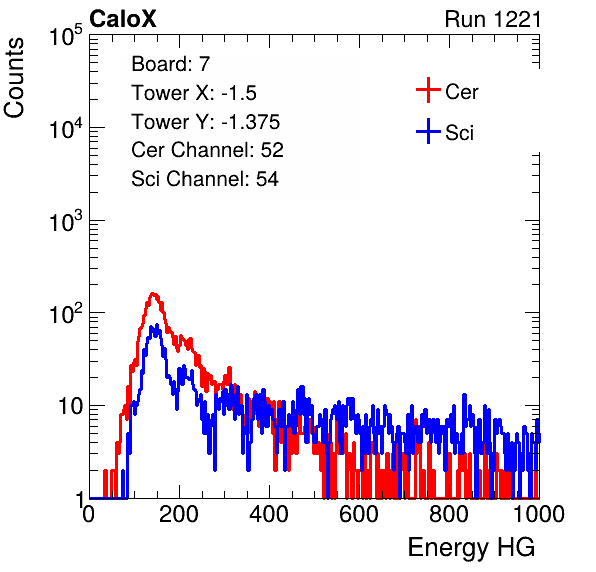 CaloX Run 1221
Counts
10^5
10^4
10^3
10^2
10
1
Board: 7
Tower X: -1.5
Tower Y: -1.375
Cer Channel: 52
Sci Channel: 54
Cer
Sci
0 200 400 600 800 1000
Energy HG